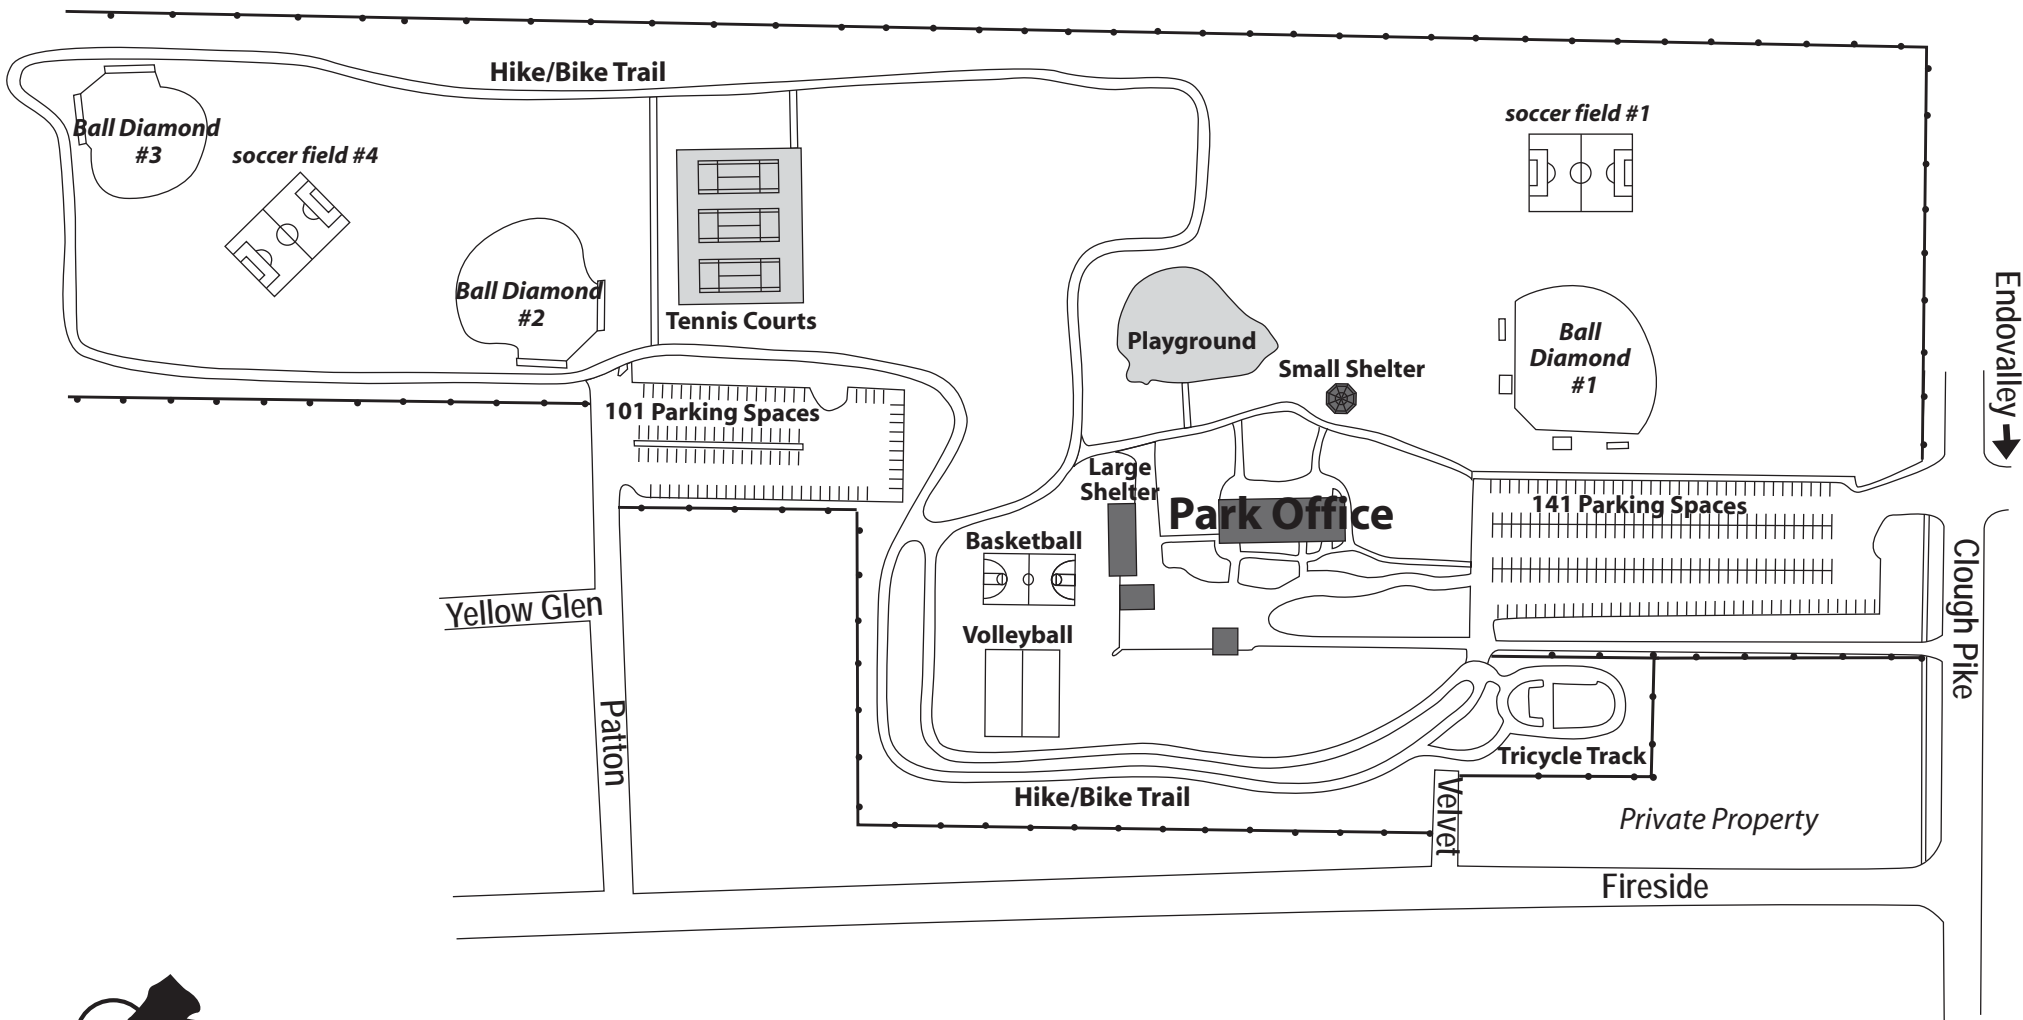 Hike/Bike Trail
Ball Diamond
#3
soccer field #4
soccer field #1
Ball Diamond
#2
Tennis Courts
Playground
Small Shelter
Ball
Diamond
#1
Endovalley
101 Parking Spaces
Large
Shelter
Park Office
141 Parking Spaces
Basketball
Volleyball
Yellow Glen
Patton
Clough Pike
Tricycle Track
Hike/Bike Trail
Velvet
Private Property
Fireside